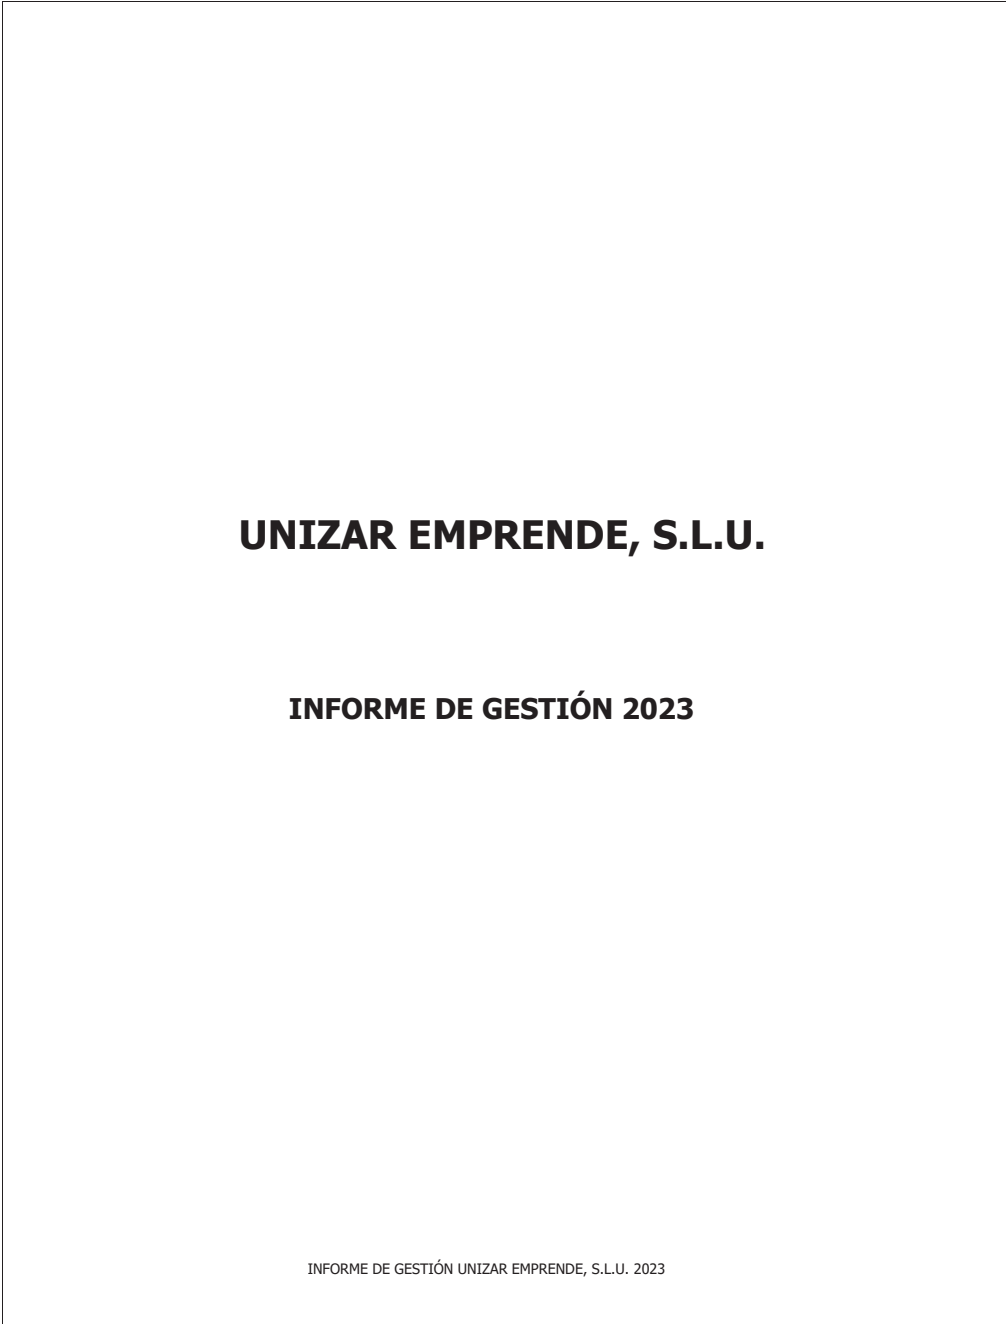 UNIZAR EMPRENDE, S.L.U.
INFORME DE GESTIÓN 2023
INFORME DE GESTIÓN UNIZAR EMPRENDE, S.L.U. 2023